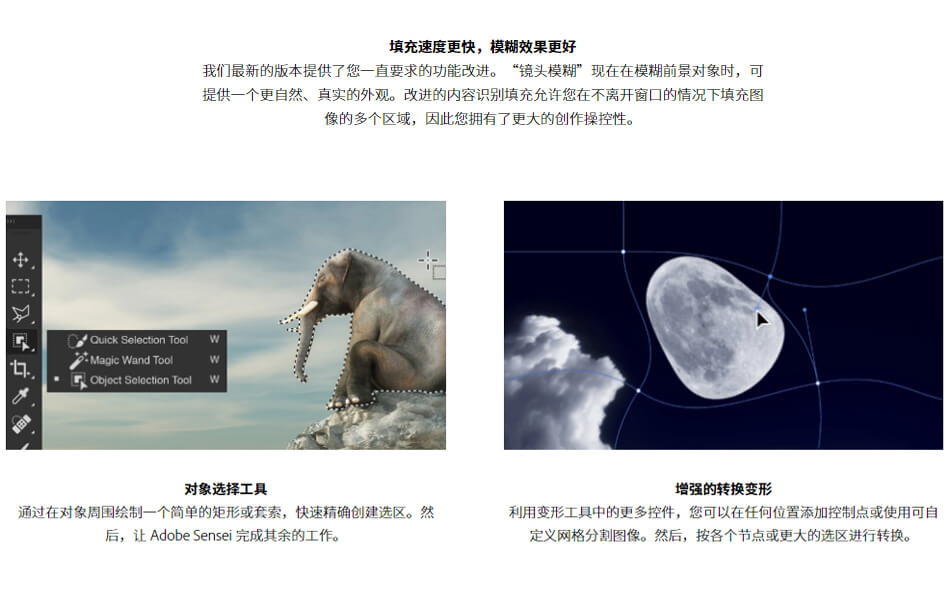 填充速度更快，模糊效果更好
我们最新的版本提供了您一直要求的功能改进。“镜头模糊”现在在模糊前景对象时，可
提供一个更自然、真实的外观。改进的内容识别填充允许您在不离开窗口的情况下填充图
像的多个区域，因此您拥有了更大的创作操控性。
Quick Selection Tool W
Magic Wand Tool W
Object Selection Tool W
对象选择工具
通过在对象周围绘制一个简单的矩形或套索，快速精确创建选区。然
后，让 Adobe Sensei 完成其余的工作。
增强的转换变形
利用变形工具中的更多控件，您可以在任何位置添加控制点或使用可自
定义网格分割图像。然后，按各个节点或更大的选区进行转换。